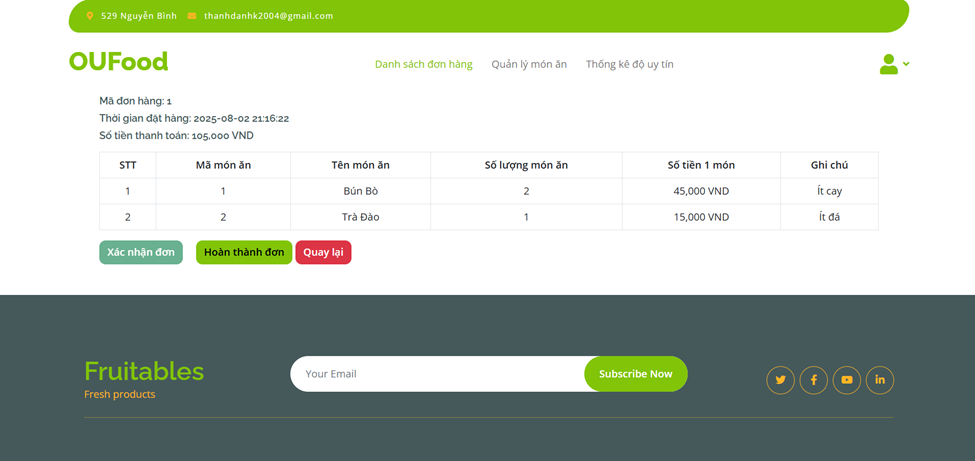 529 Nguyễn Bình thanhdanhk2004@gmail.com
OUFood Danh sách đơn hàng Quản lý món ăn Thống kê độ uy tín
Mã đơn hàng: 1
Thời gian đặt hàng: 2025-08-02 21:16:22
Số tiền thanh toán: 105,000 VND
STT Mã món ăn Tên món ăn Số lượng món ăn Số tiền 1 món Ghi chú
1 1 Bún Bò 2 45,000 VND Ít cay
2 2 Trà Đào 1 15,000 VND Ít đá
Xác nhận đơn Hoàn thành đơn Quay lại
Fruitables
Fresh products
Your Email Subscribe Now